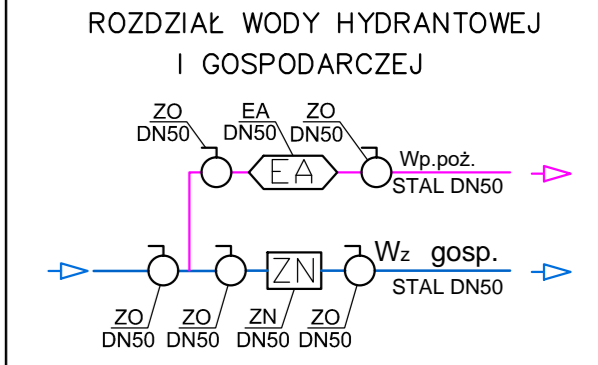 ROZDZIAŁ WODY HYDRANTOWEJ
I GOSPODARCZEJ
ZO EA ZO
DN50 DN50 DN50
EA
Wp.poż.
STAL DN50
ZN
Wz gosp.
STAL DN50
ZO ZO ZN ZO
DN50 DN50 DN50 DN50